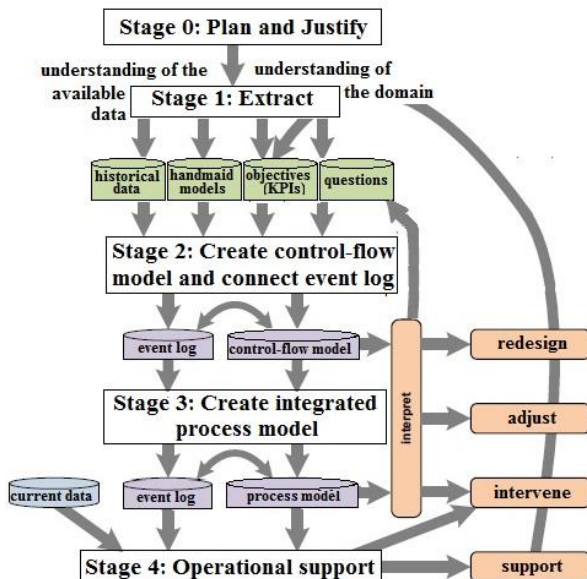 Stage 0: Plan and Justify
understanding of the
available
data
understanding of
the domain
Stage 1: Extract
historical
data
handmaid
models
objectives
(KPIs)
questions
Stage 2: Create control-flow
model and connect event log
event log
control-flow model
interpret
redesign
Stage 3: Create integrated
process model
adjust
current data
event log
process model
intervene
Stage 4: Operational support
support